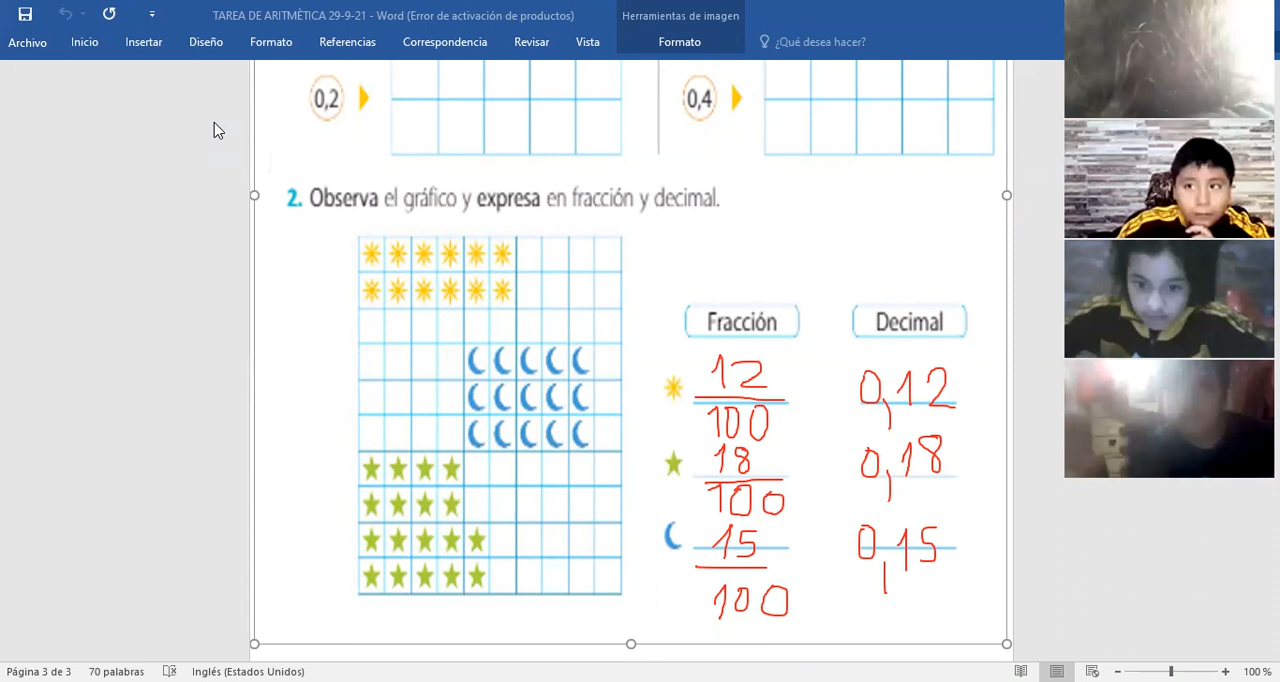 TAREA DE ARITMÈTICA 29-9-21 - Word (Error de activación de productos)
Herramientas de imagen
Archivo Inicio Insertar Diseño Formato Referencias Correspondencia Revisar Vista Formato ¿Qué desea hacer?
0,2 0,4
2. Observa el gráfico y expresa en fracción y decimal.
Fracción Decimal
12
100
0,12
18
100
0,18
15
100
0,15
Página 3 de 3 70 palabras Inglés (Estados Unidos) 100 %